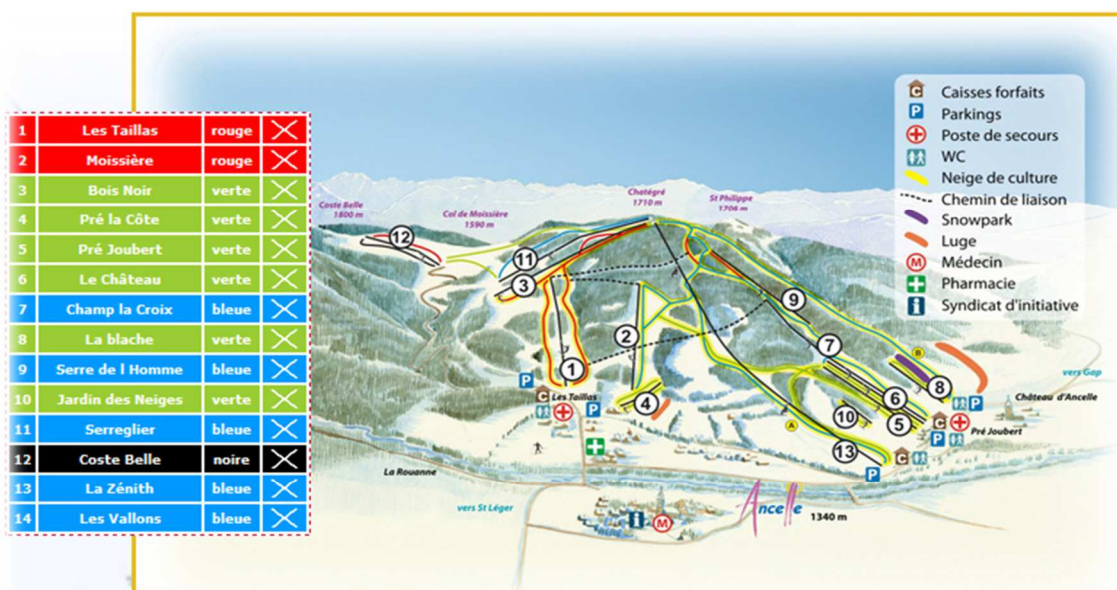 1 Les Taillas rouge
2 Moissière rouge
3 Bois Noir verte
4 Pré la Côte verte
5 Pré Joubert verte
6 Le Château verte
7 Champ la Croix bleue
8 La blache verte
9 Serre de l Homme bleue
10 Jardin des Neiges verte
11 Serreglier bleue
12 Coste Belle noire
13 La Zénith bleue
14 Les Vallons bleue
Coste Belle
1800 m
Col de Moissière
1590 m
Chatégré
1710 m
St Philippe
1706 m
12
11
3
9
2
7
1
4
8
6
10
5
13
A
B
P
C
Les Taillas
P
La Rouanne
vers St Léger
i
M
Ancelle
1340 m
P
C
C
P
P
Pré Joubert
Château d'Ancelle
vers Gap
C Caisses forfaits
P Parkings
Poste de secours
WC
Neige de culture
Chemin de liaison
Snowpark
Luge
M Médecin
Pharmacie
i Syndicat d'initiative